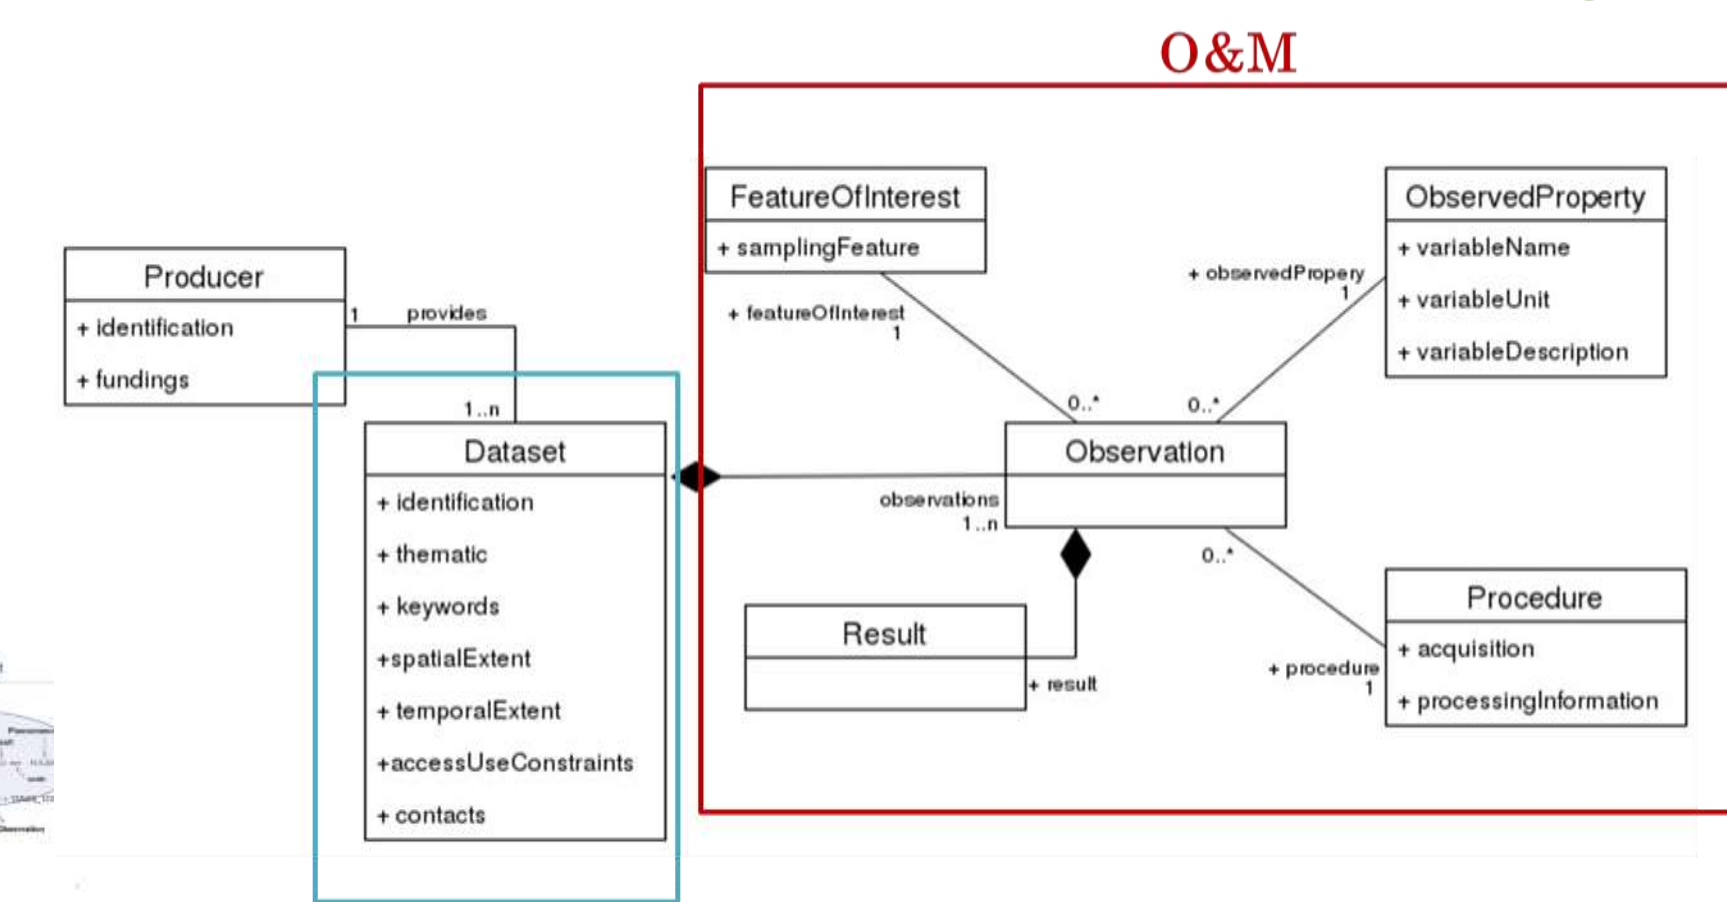 O&M
FeatureOfInterest
+ samplingFeature
ObservedProperty
+ variableName
+ variableUnit
+ variableDescription
Producer
+ identification
+ fundings
1
provides
1..n
+ featureOfInterest
1
+ observedPropery
1
0..*
0..*
Dataset
+ identification
+ thematic
+ keywords
+spatialExtent
+ temporalExtent
+accessUseConstraints
+ contacts
Observation
observations
1..n
0..*
Result
+ result
Procedure
+ acquisition
+ processingInformation
+ procedure
1